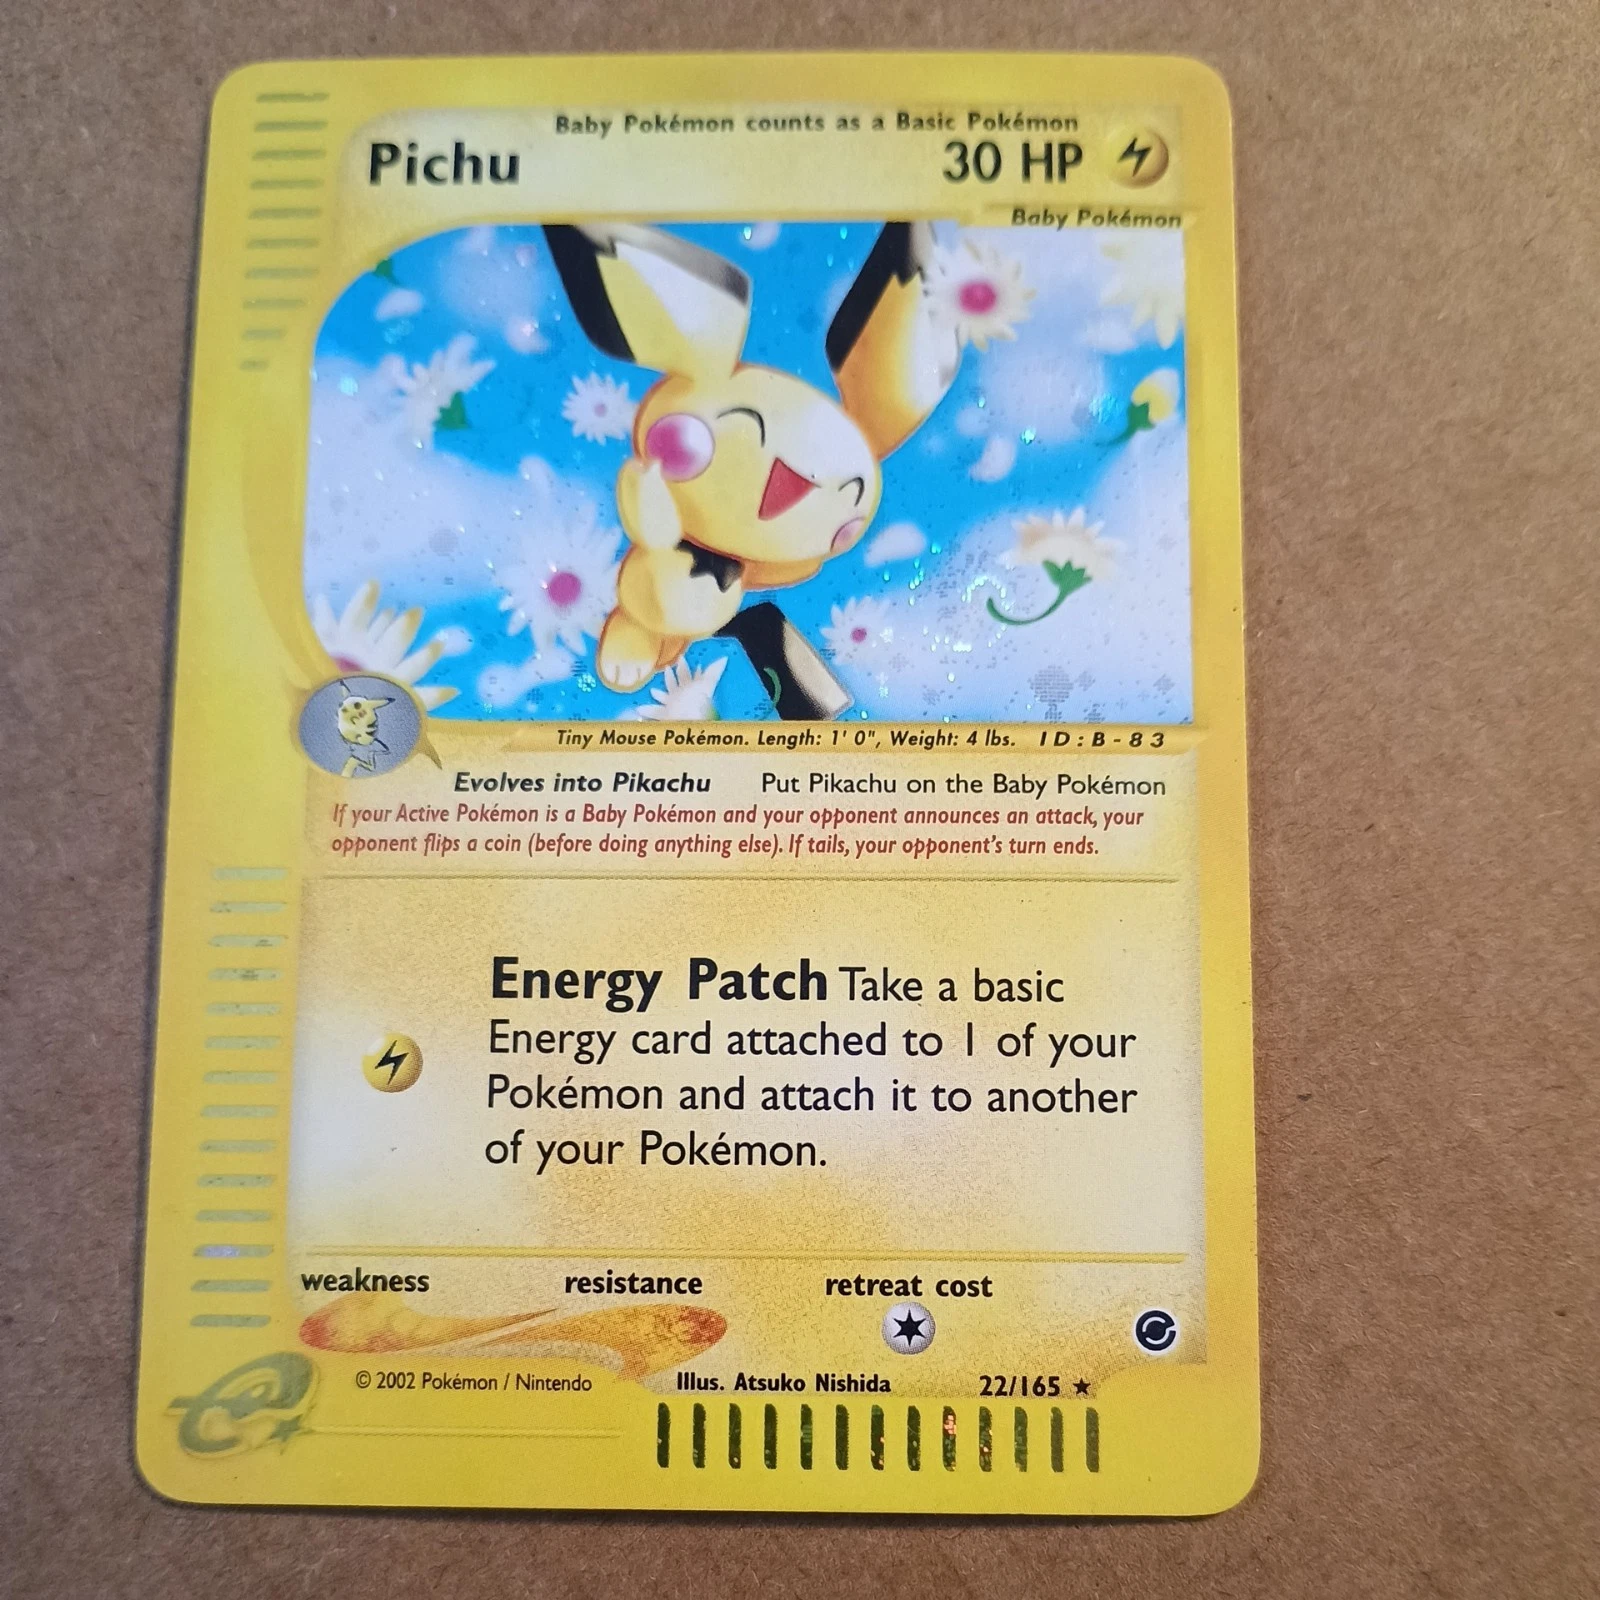 Baby Pokémon counts as a Basic Pokémon
Pichu 30 HP
Baby Pokémon
Tiny Mouse Pokémon. Length: 1' 0", Weight: 4 lbs. ID:B-83
Evolves into Pikachu Put Pikachu on the Baby Pokémon
If your Active Pokémon is a Baby Pokémon and your opponent announces an attack, your
opponent flips a coin (before doing anything else). If tails, your opponent's turn ends.
Energy Patch Take a basic
Energy card attached to 1 of your
Pokémon and attach it to another
of your Pokémon.
weakness resistance retreat cost
e
© 2002 Pokémon / Nintendo Illus. Atsuko Nishida 22/165 ★